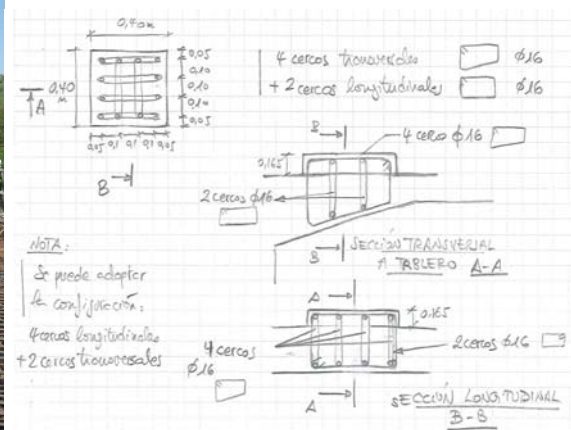 0,40m
0,05
0,10
0,10
0,10
0,05
0,40
m
A
0,05 0,1 0,1 0,1 0,05
B
4 cercos transversales ϕ16
+ 2 cercos longitudinales ϕ16
B
4 cerco ϕ16
0,165
2 cercos ϕ16
B
SECCIÓN TRANSVERSAL
A TABLERO A-A
NOTA:
Se puede adoptar
la configuración:
4 cercos longitudinales
+ 2 cercos transversales
A
0,165
4 cercos
ϕ16
2 cercos ϕ16
A
SECCIÓN LONGITUDINAL
B-B